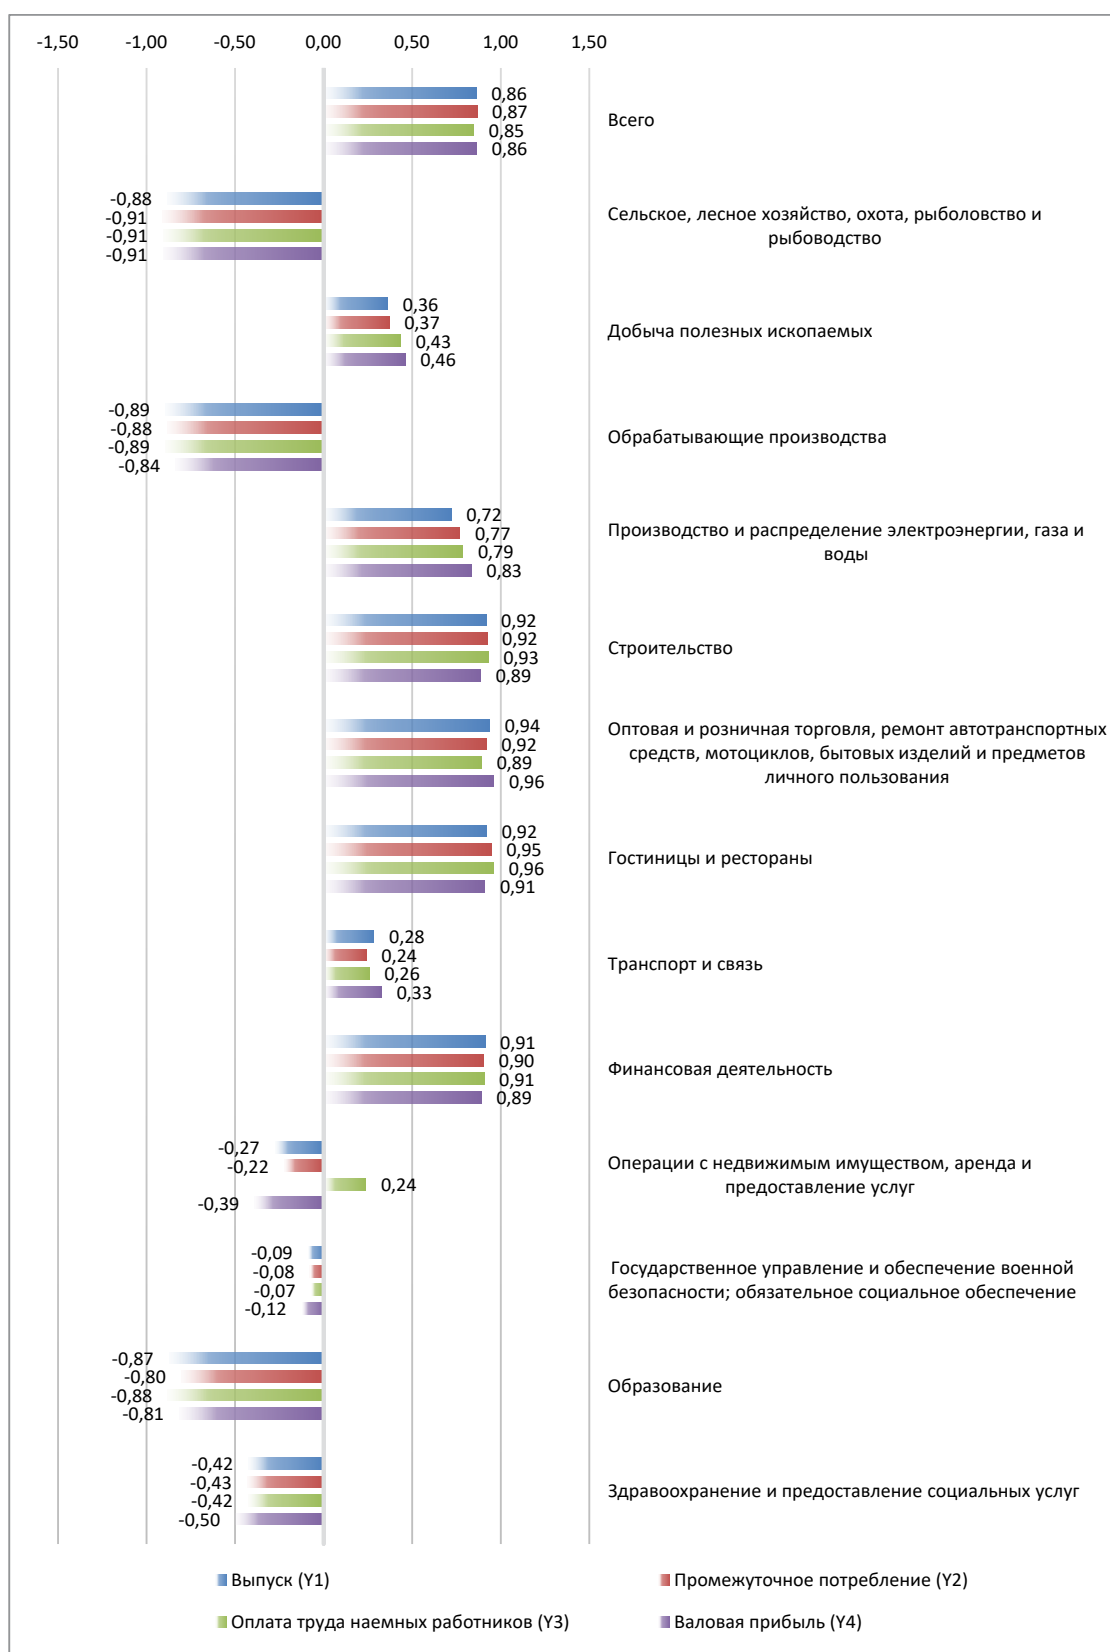 -1,50 -1,00 -0,50 0,00 0,50 1,00 1,50
0,86
0,87
0,85
0,86
Всего
-0,88
-0,91
-0,91
-0,91
Сельское, лесное хозяйство, охота, рыболовство и
рыбоводство
0,36
0,37
0,43
0,46
Добыча полезных ископаемых
-0,89
-0,88
-0,89
-0,84
Обрабатывающие производства
0,72
0,77
0,79
0,83
Производство и распределение электроэнергии, газа и
воды
0,92
0,92
0,93
0,89
Строительство
0,94
0,92
0,89
0,96
Оптовая и розничная торговля, ремонт автотранспортных
средств, мотоциклов, бытовых изделий и предметов
личного пользования
0,92
0,95
0,96
0,91
Гостиницы и рестораны
0,28
0,24
0,26
0,33
Транспорт и связь
0,91
0,90
0,91
0,89
Финансовая деятельность
-0,27
-0,22
0,24
-0,39
Операции с недвижимым имуществом, аренда и
предоставление услуг
-0,09
-0,08
-0,07
-0,12
Государственное управление и обеспечение военной
безопасности; обязательное социальное обеспечение
-0,87
-0,80
-0,88
-0,81
Образование
-0,42
-0,43
-0,42
-0,50
Здравоохранение и предоставление социальных услуг
Выпуск (Y1) Промежуточное потребление (Y2)
Оплата труда наемных работников (Y3) Валовая прибыль (Y4)